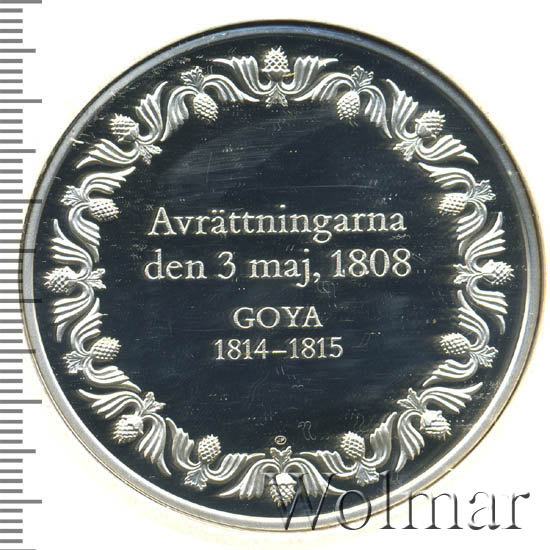 Avrättningarna
den 3 maj, 1808
GOYA
1814–1815
Wolmar